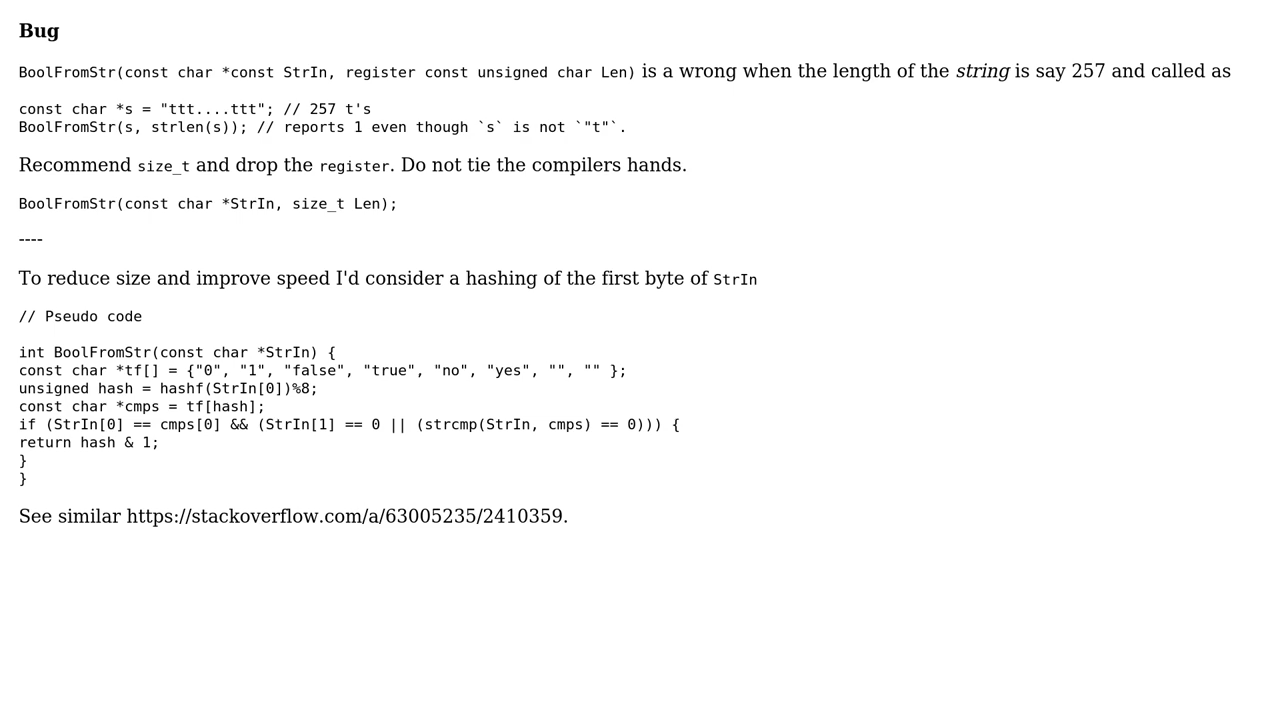 Bug
BoolFromStr(const char *const StrIn, register const unsigned char Len) is a wrong when the length of the string is say 257 and called as
const char *s = "ttt....ttt"; // 257 t's
BoolFromStr(s, strlen(s)); // reports 1 even though `s` is not `"t"`.
Recommend size_t and drop the register. Do not tie the compilers hands.
BoolFromStr(const char *StrIn, size_t Len);
----
To reduce size and improve speed I'd consider a hashing of the first byte of StrIn
// Pseudo code
int BoolFromStr(const char *StrIn) {
const char *tf[] = {"0", "1", "false", "true", "no", "yes", "", "" };
unsigned hash = hashf(StrIn[0])%8;
const char *cmps = tf[hash];
if (StrIn[0] == cmps[0] && (StrIn[1] == 0 || (strcmp(StrIn, cmps) == 0))) {
return hash & 1;
}
}
See similar https://stackoverflow.com/a/63005235/2410359.